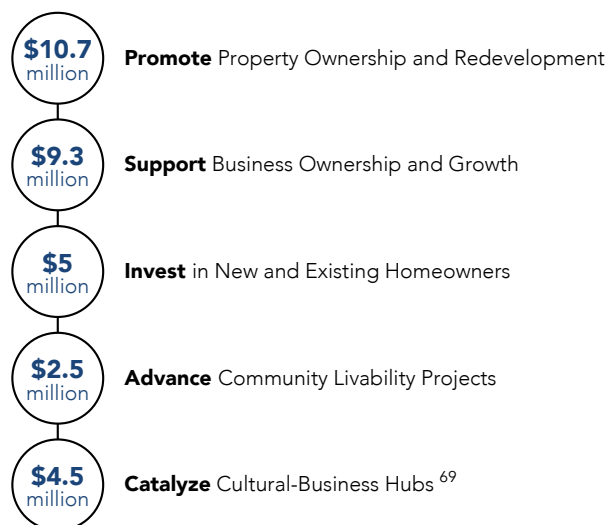 $10.7
million
Promote Property Ownership and Redevelopment
$9.3
million
Support Business Ownership and Growth
$5
million
Invest in New and Existing Homeowners
$2.5
million
Advance Community Livability Projects
$4.5
million
Catalyze Cultural-Business Hubs 69